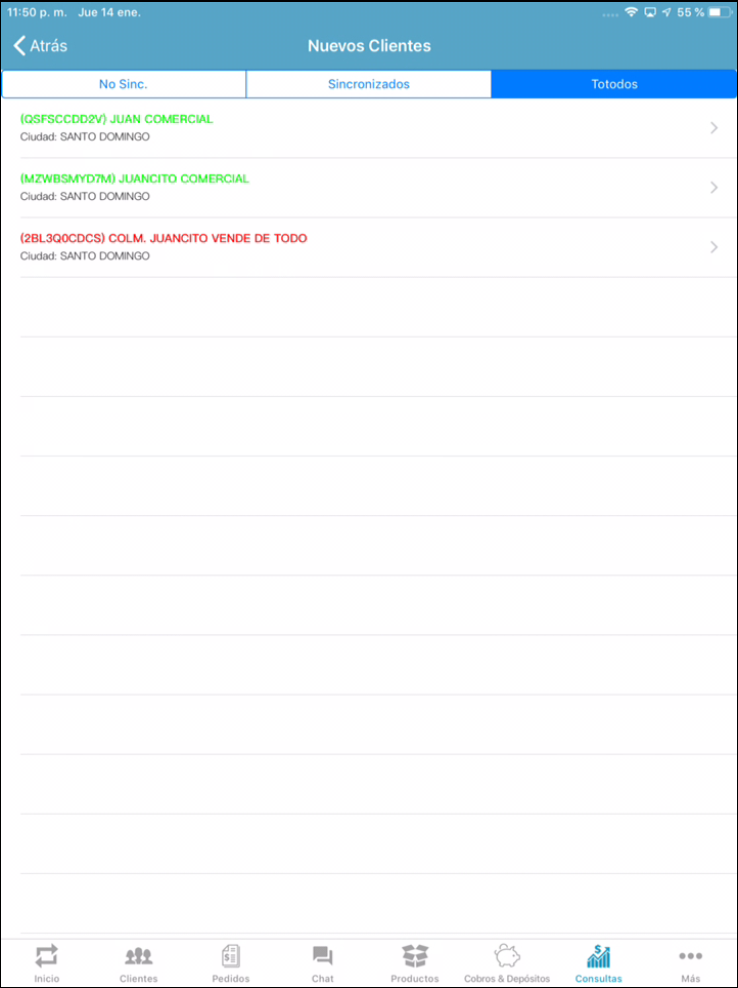 11:50 p. m. Jue 14 ene. 55 %
Atrás Nuevos Clientes
No Sinc. Sincronizados Totodos
(QSFSCCDD2V) JUAN COMERCIAL
Ciudad: SANTO DOMINGO
(MZWBSMYD7M) JUANCITO COMERCIAL
Ciudad: SANTO DOMINGO
(2BL3Q0CDCS) COLM. JUANCITO VENDE DE TODO
Ciudad: SANTO DOMINGO
Inicio Clientes Pedidos Chat Productos Cobros & Depósitos Consultas Más